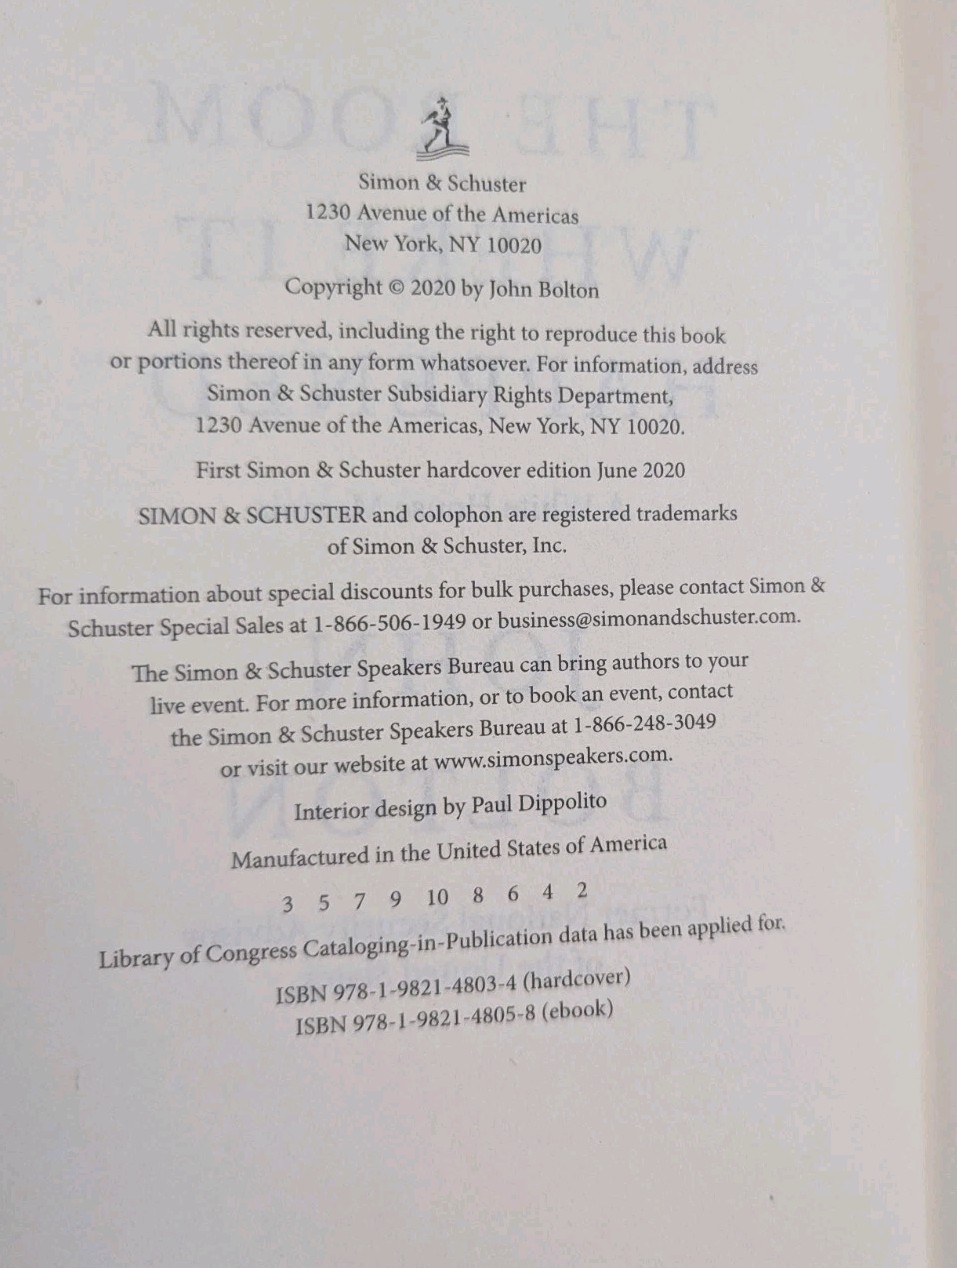 Simon & Schuster
1230 Avenue of the Americas
New York, NY 10020
Copyright © 2020 by John Bolton
All rights reserved, including the right to reproduce this book
or portions thereof in any form whatsoever. For information, address
Simon & Schuster Subsidiary Rights Department,
1230 Avenue of the Americas, New York, NY 10020.
First Simon & Schuster hardcover edition June 2020
SIMON & SCHUSTER and colophon are registered trademarks
of Simon & Schuster, Inc.
For information about special discounts for bulk purchases, please contact Simon &
Schuster Special Sales at 1-866-506-1949 or business@simonandschuster.com.
The Simon & Schuster Speakers Bureau can bring authors to your
live event. For more information, or to book an event, contact
the Simon & Schuster Speakers Bureau at 1-866-248-3049
or visit our website at www.simonspeakers.com.
Interior design by Paul Dippolito
Manufactured in the United States of America
3 5 7 9 10 8 6 4 2
Library of Congress Cataloging-in-Publication data has been applied for.
ISBN 978-1-9821-4803-4 (hardcover)
ISBN 978-1-9821-4805-8 (ebook)